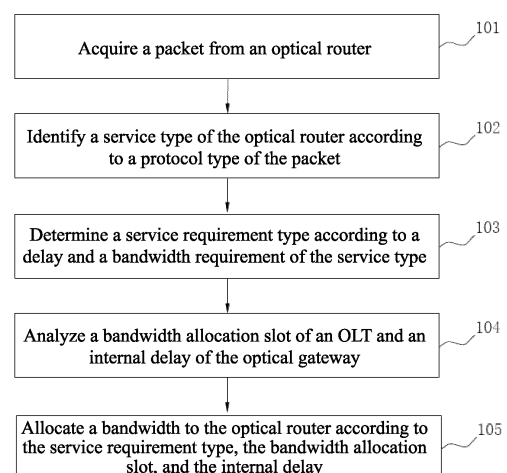 Acquire a packet from an optical router
101
Identify a service type of the optical router according
to a protocol type of the packet
102
Determine a service requirement type according to a
delay and a bandwidth requirement of the service type
103
Analyze a bandwidth allocation slot of an OLT and an
internal delay of the optical gateway
104
Allocate a bandwidth to the optical router according to
the service requirement type, the bandwidth allocation
slot, and the internal delay
105